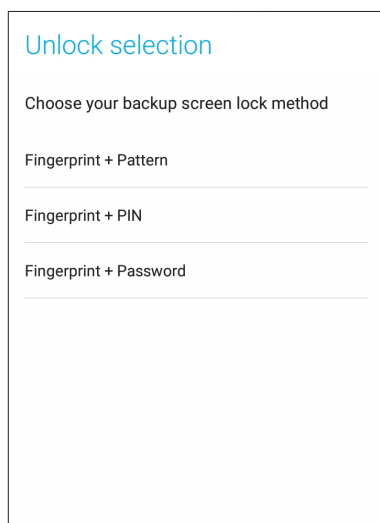 Unlock selection
Choose your backup screen lock method
Fingerprint + Pattern
Fingerprint + PIN
Fingerprint + Password